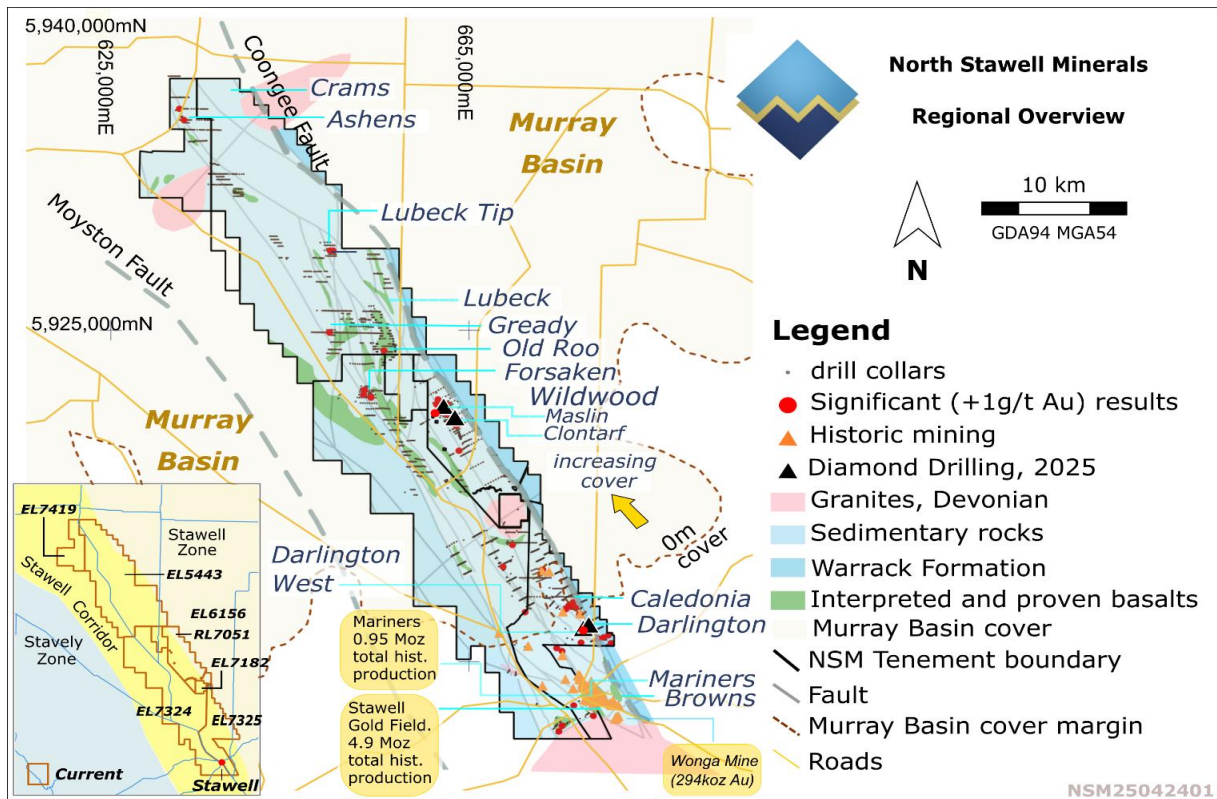 5,940,000mN
625,000mE
665,000mE
Coongee Fault
Crams
Ashens
Murray
Basin
Moyston Fault
Lubeck Tip
Lubeck
5,925,000mN
Gready
Old Roo
Forsaken
Wildwood
Maslin
Clontarf
Murray
Basin
increasing
cover
0m
cover
Darlington
West
Caledonia
Darlington
Mariners
0.95 Moz
total hist.
production
Mariners
Browns
Stawell
Gold Field.
4.9 Moz
total hist.
production
Wonga Mine
(294koz Au)
EL7419
Stawell
Zone
EL5443
Stawell Corridor
EL6156
RL7051
Stavely
Zone
EL7182
EL7324
EL7325
Current
Stawell
North Stawell Minerals
Regional Overview
10 km
GDA94 MGA54
N
Legend
drill collars
Significant (+1g/t Au) results
Historic mining
Diamond Drilling, 2025
Granites, Devonian
Sedimentary rocks
Warrack Formation
Interpreted and proven basalts
Murray Basin cover
NSM Tenement boundary
Fault
Murray Basin cover margin
Roads
NSM25042401